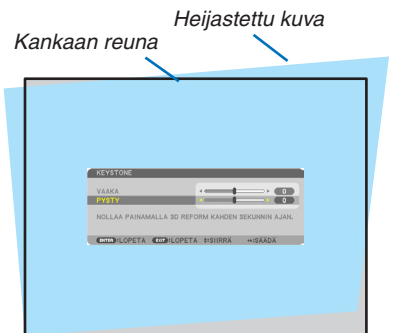 Heijastettu kuva
Kankaan reuna
KEYSTONE
VAAKA 0
PYSTY 0
NOLLAA PAINAMALLA 3D REFORM KAHDEN SEKUNNIN AJAN.
ENTER :LOPETA EXIT :LOPETA ↕:SIIRRÄ ↔:SÄÄDÄ